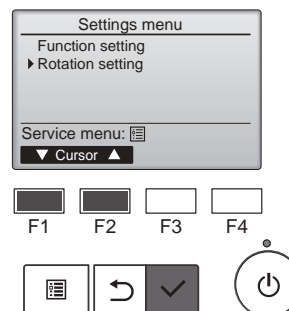 Settings menu
Function setting
Rotation setting
Service menu:
▼ Cursor ▲
F1 F2 F3 F4